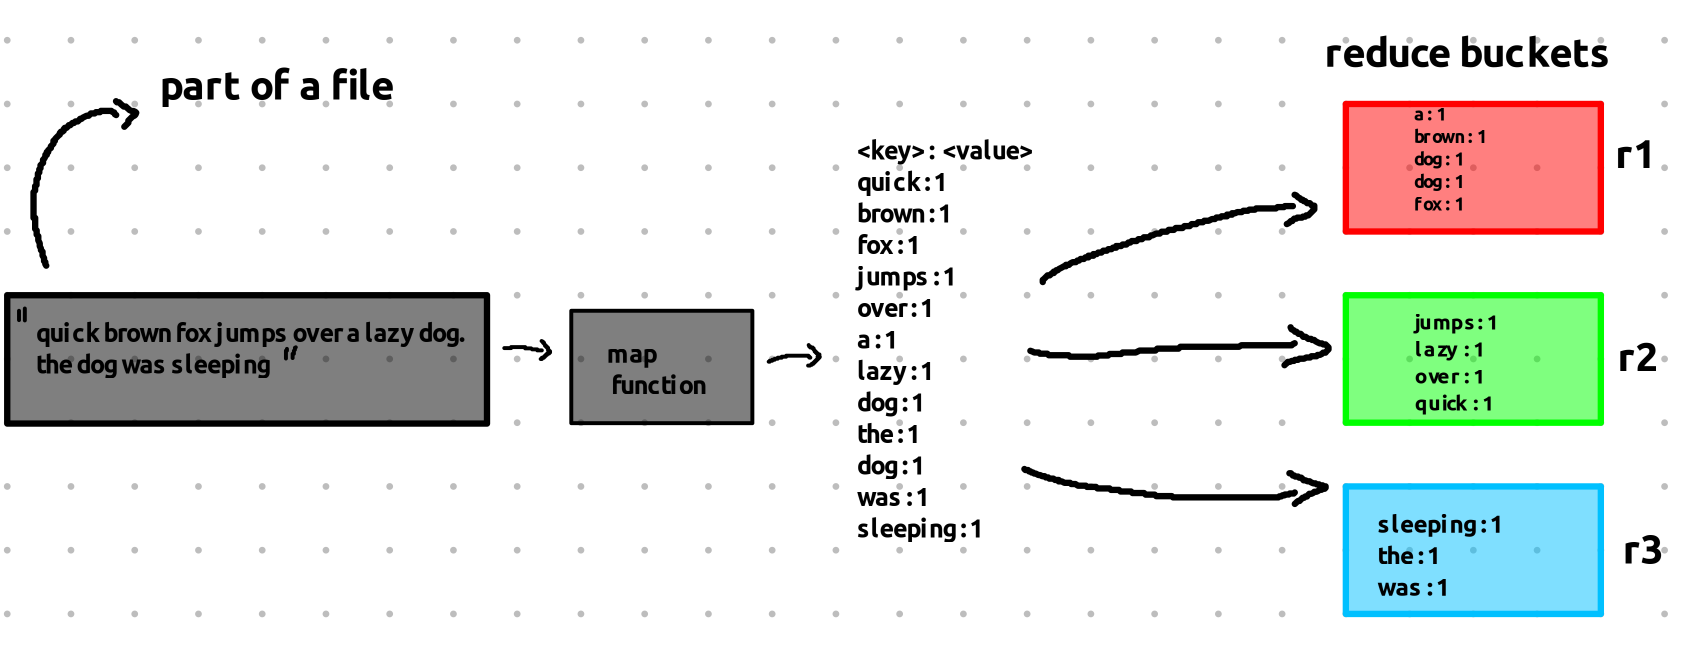 part of a file
" quick brown fox jumps over a lazy dog.
the dog was sleeping "
map
function
<key>: <value>
quick:1
brown:1
fox:1
jumps:1
over:1
a:1
lazy:1
dog:1
the:1
dog:1
was:1
sleeping:1
reduce buckets
a:1
brown:1
dog:1
dog:1
fox:1
r1
jumps:1
lazy:1
over:1
quick:1
r2
sleeping:1
the:1
was:1
r3